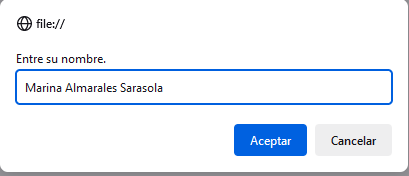 file://
Entre su nombre.
Marina Almarales Sarasola
Aceptar Cancelar